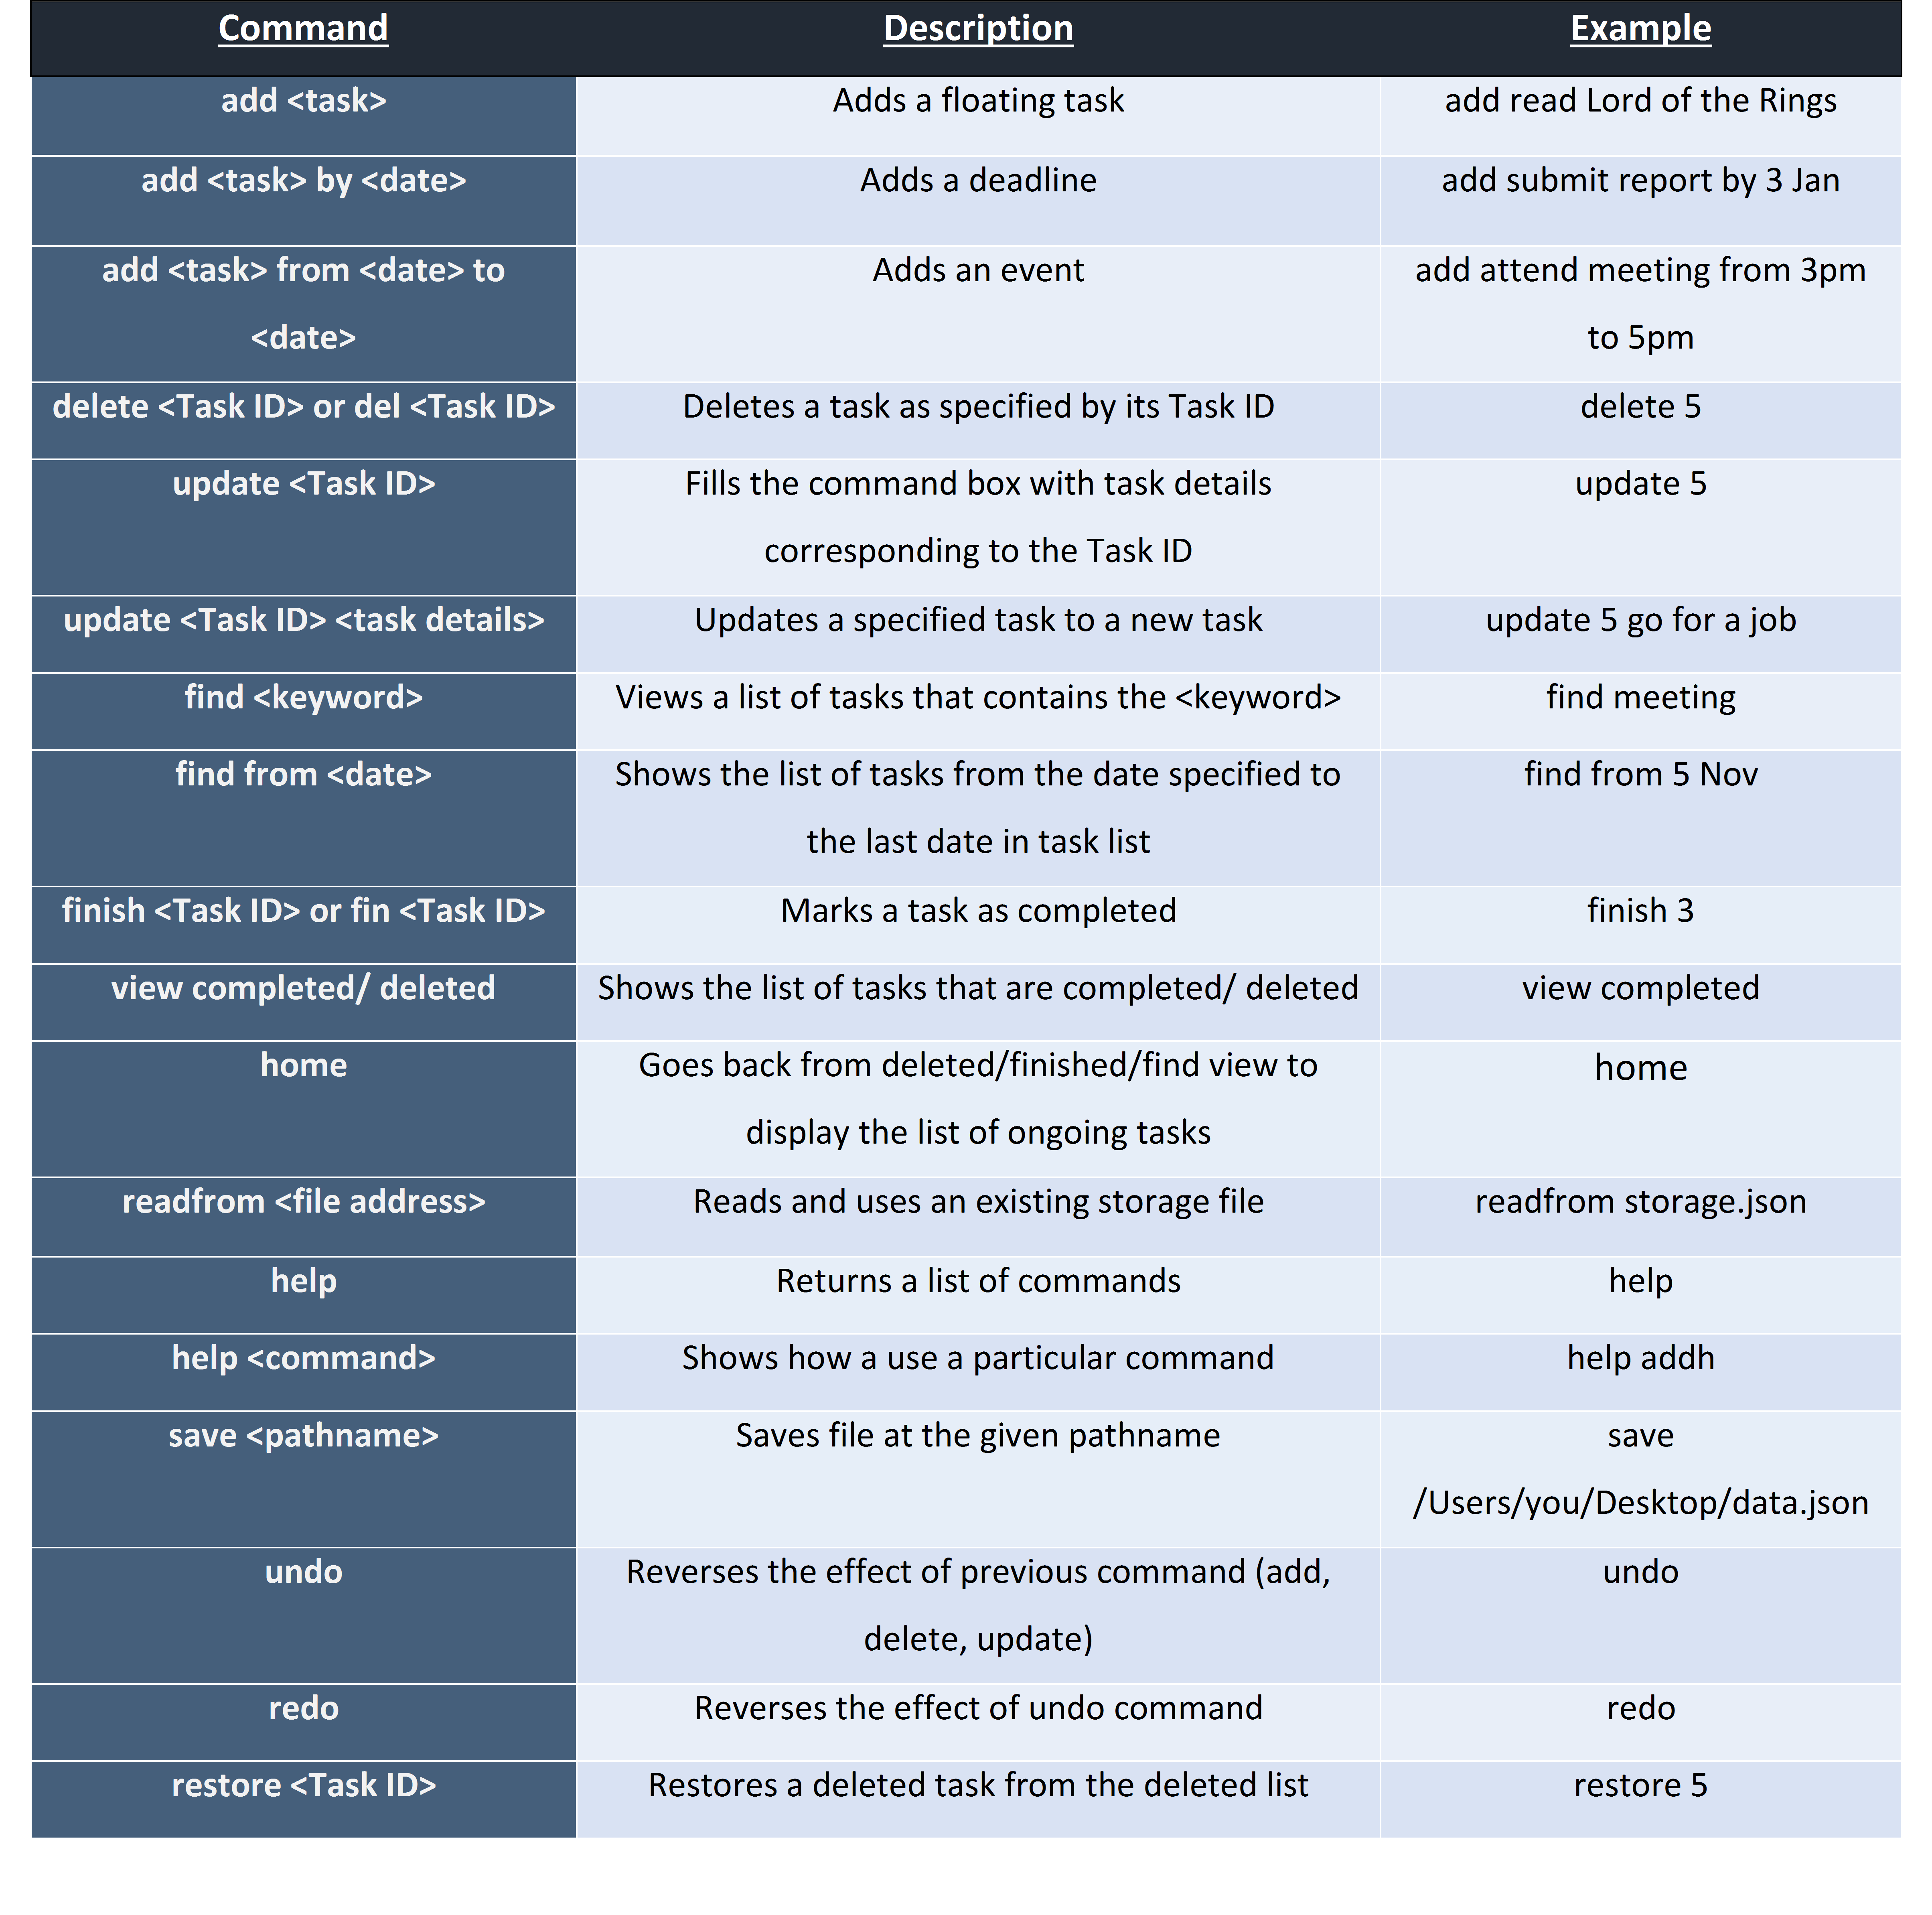 Command Description Example
add <task> Adds a floating task add read Lord of the Rings
add <task> by <date> Adds a deadline add submit report by 3 Jan
add <task> from <date> to Adds an event add attend meeting from 3pm
<date> to 5pm
delete <Task ID> or del <Task ID> Deletes a task as specified by its Task ID delete 5
update <Task ID> Fills the command box with task details update 5
corresponding to the Task ID
update <Task ID> <task details> Updates a specified task to a new task update 5 go for a job
find <keyword> Views a list of tasks that contains the <keyword> find meeting
find from <date> Shows the list of tasks from the date specified to find from 5 Nov
the last date in task list
finish <Task ID> or fin <Task ID> Marks a task as completed finish 3
view completed/ deleted Shows the list of tasks that are completed/ deleted view completed
home Goes back from deleted/finished/find view to home
display the list of ongoing tasks
readfrom <file address> Reads and uses an existing storage file readfrom storage.json
help Returns a list of commands help
help <command> Shows how a use a particular command help addh
save <pathname> Saves file at the given pathname save
/Users/you/Desktop/data.json
undo Reverses the effect of previous command (add, undo
delete, update)
redo Reverses the effect of undo command redo
restore <Task ID> Restores a deleted task from the deleted list restore 5